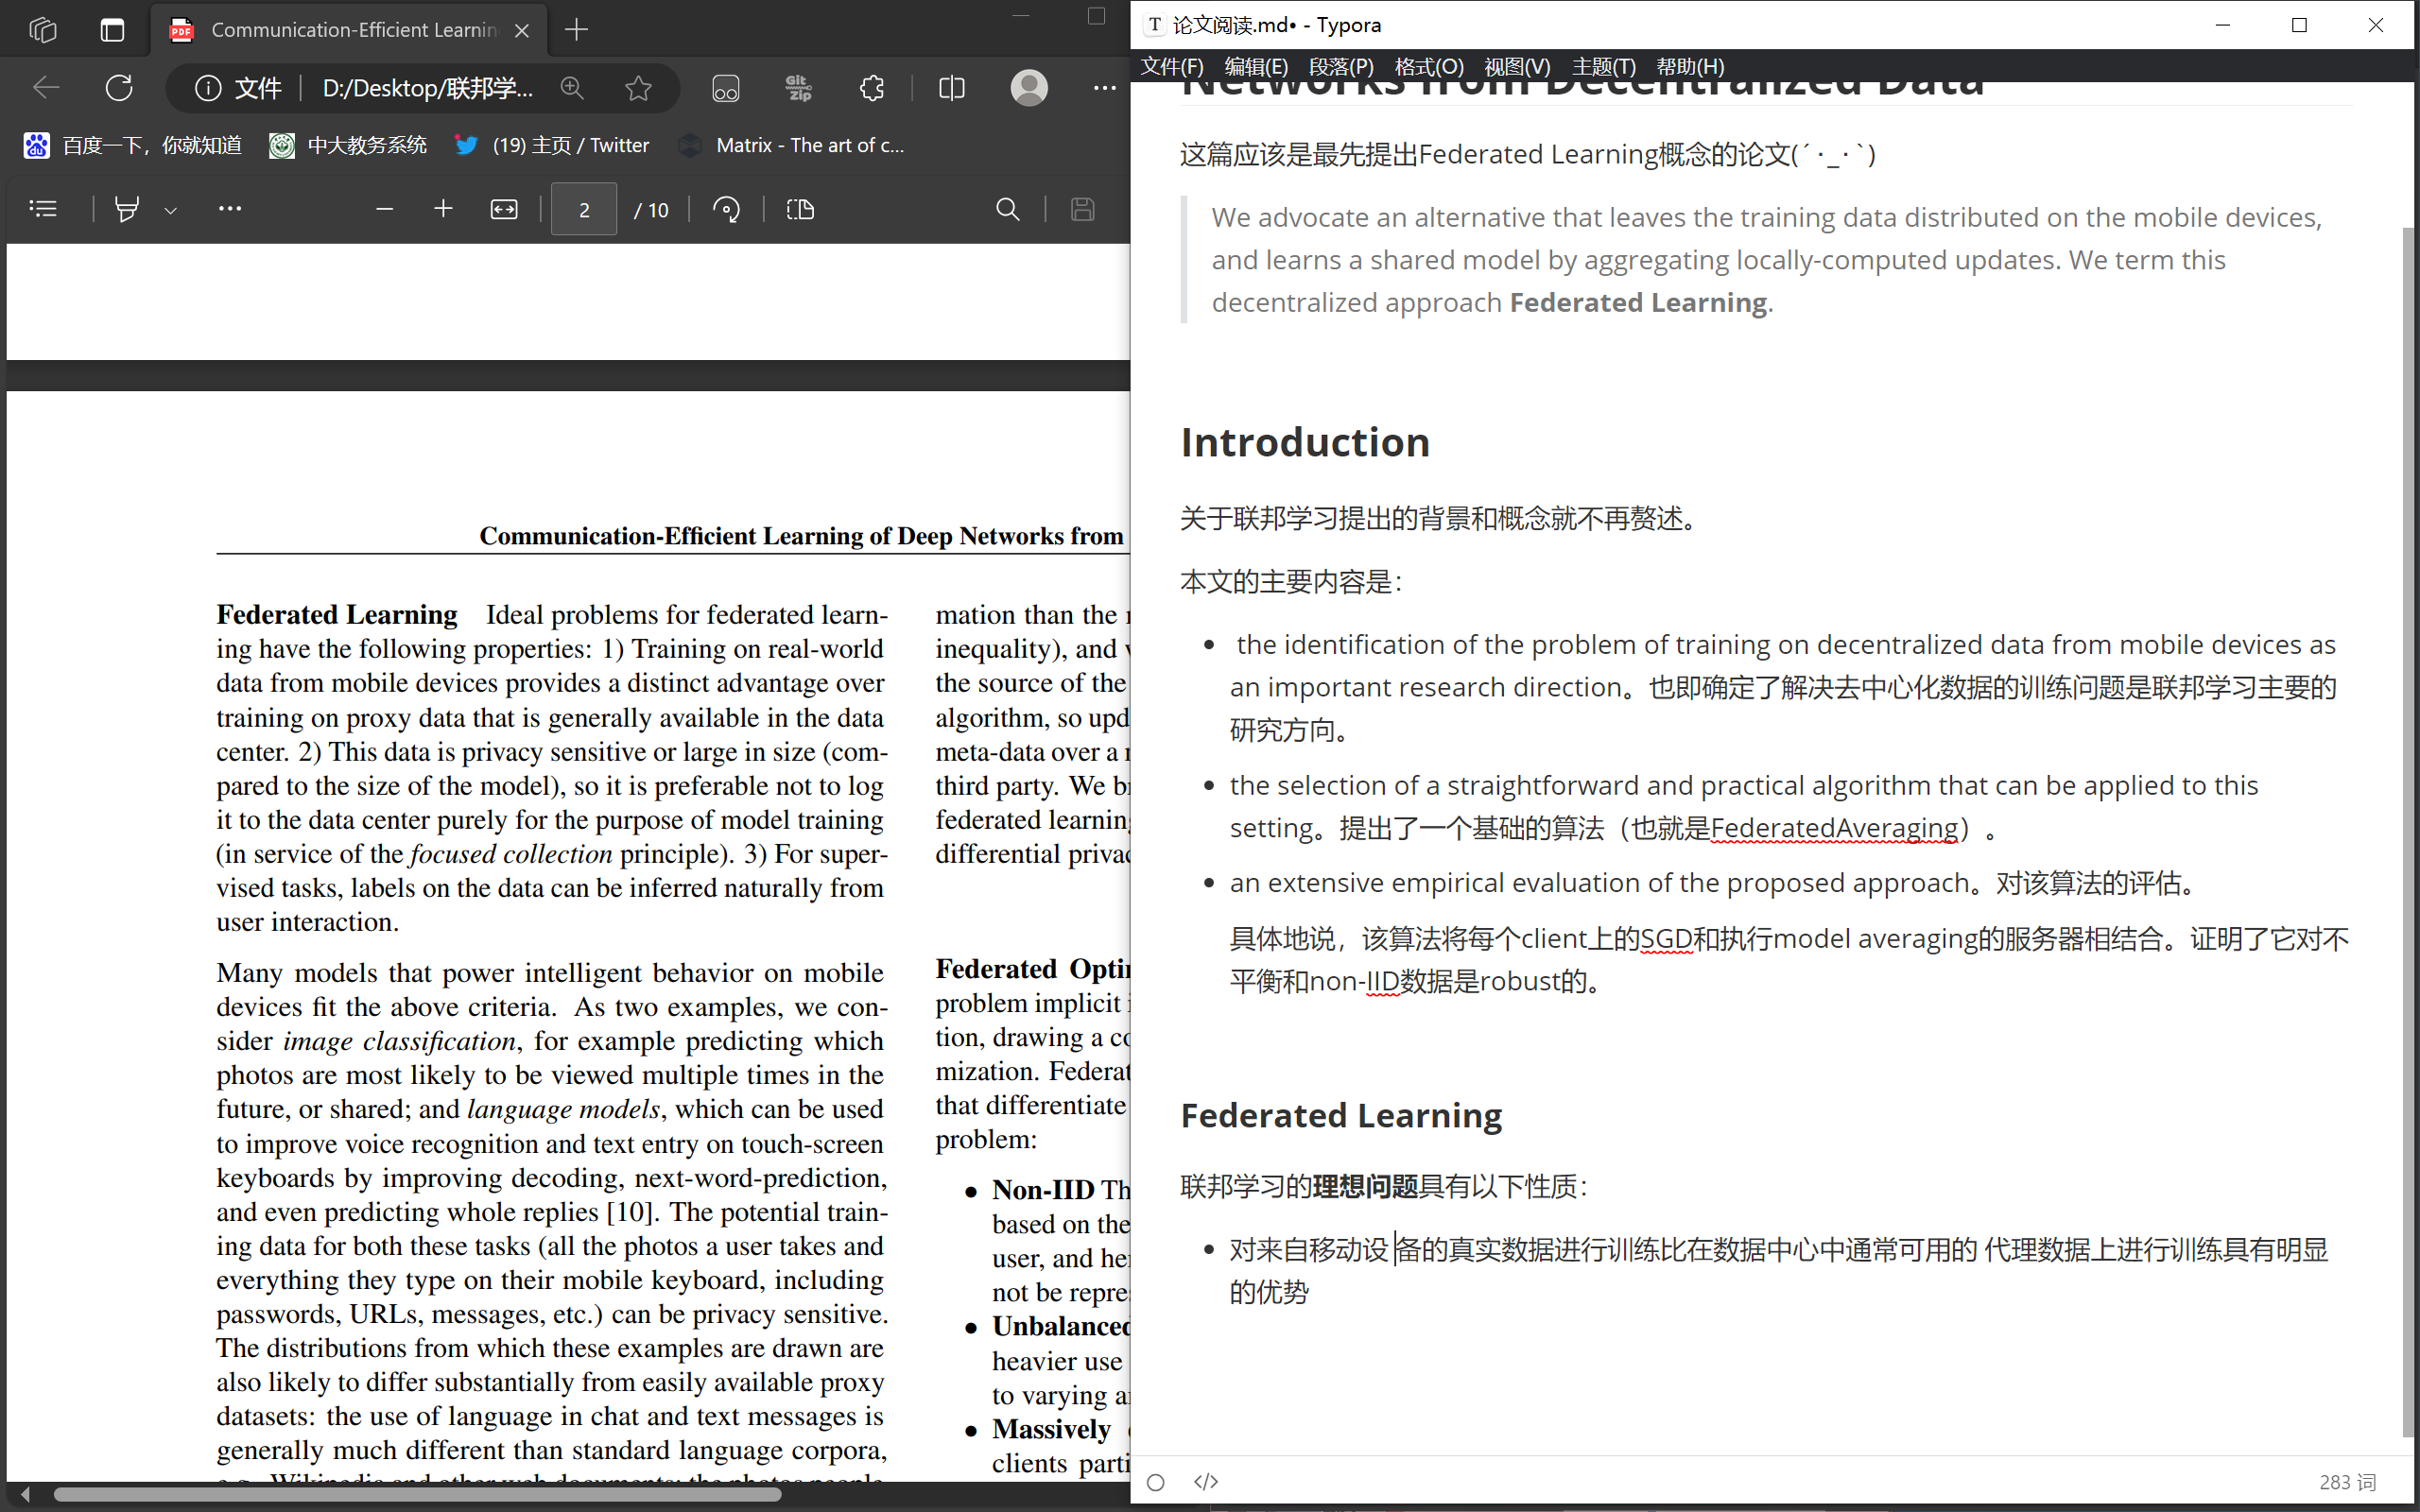 Communication-Efficient Learnin
文件 D:/Desktop/联邦学...
Git Zip
百度一下，你就知道
中大教务系统
(19) 主页 / Twitter
Matrix - The art of c...
2 / 10
Communication-Efficient Learning of Deep Networks from
Federated Learning Ideal problems for federated learn-
ing have the following properties: 1) Training on real-world
data from mobile devices provides a distinct advantage over
training on proxy data that is generally available in the data
center. 2) This data is privacy sensitive or large in size (com-
pared to the size of the model), so it is preferable not to log
it to the data center purely for the purpose of model training
(in service of the focused collection principle). 3) For super-
vised tasks, labels on the data can be inferred naturally from
user interaction.
Many models that power intelligent behavior on mobile
devices fit the above criteria. As two examples, we con-
sider image classification, for example predicting which
photos are most likely to be viewed multiple times in the
future, or shared; and language models, which can be used
to improve voice recognition and text entry on touch-screen
keyboards by improving decoding, next-word-prediction,
and even predicting whole replies [10]. The potential train-
ing data for both these tasks (all the photos a user takes and
everything they type on their mobile keyboard, including
passwords, URLs, messages, etc.) can be privacy sensitive.
The distributions from which these examples are drawn are
also likely to differ substantially from easily available proxy
datasets: the use of language in chat and text messages is
generally much different than standard language corpora,
e.g., Wikipedia and other web documents; the photos people
mation than the
inequality), and
the source of the
algorithm, so upd
meta-data over a
third party. We b
federated learning
differential privac
Federated Opti
problem implicit
tion, drawing a co
mization. Federat
that differentiate
problem:
• Non-IID Th
based on the
user, and he
not be repre
• Unbalanced
heavier use
to varying a
• Massively
clients parti
论文阅读.md• - Typora
文件(F) 编辑(E) 段落(P) 格式(O) 视图(V) 主题(T) 帮助(H)
Networks from Decentralized Data
这篇应该是最先提出Federated Learning概念的论文(´･_･`)
We advocate an alternative that leaves the training data distributed on the mobile devices,
and learns a shared model by aggregating locally-computed updates. We term this
decentralized approach Federated Learning.
Introduction
关于联邦学习提出的背景和概念就不再赘述。
本文的主要内容是：
• the identification of the problem of training on decentralized data from mobile devices as
an important research direction。也即确定了解决去中心化数据的训练问题是联邦学习主要的
研究方向。
• the selection of a straightforward and practical algorithm that can be applied to this
setting。提出了一个基础的算法（也就是FederatedAveraging）。
• an extensive empirical evaluation of the proposed approach。对该算法的评估。
具体地说，该算法将每个client上的SGD和执行model averaging的服务器相结合。证明了它对不
平衡和non-IID数据是robust的。
Federated Learning
联邦学习的理想问题具有以下性质：
• 对来自移动设 备的真实数据进行训练比在数据中心中通常可用的 代理数据上进行训练具有明显
的优势
283 词